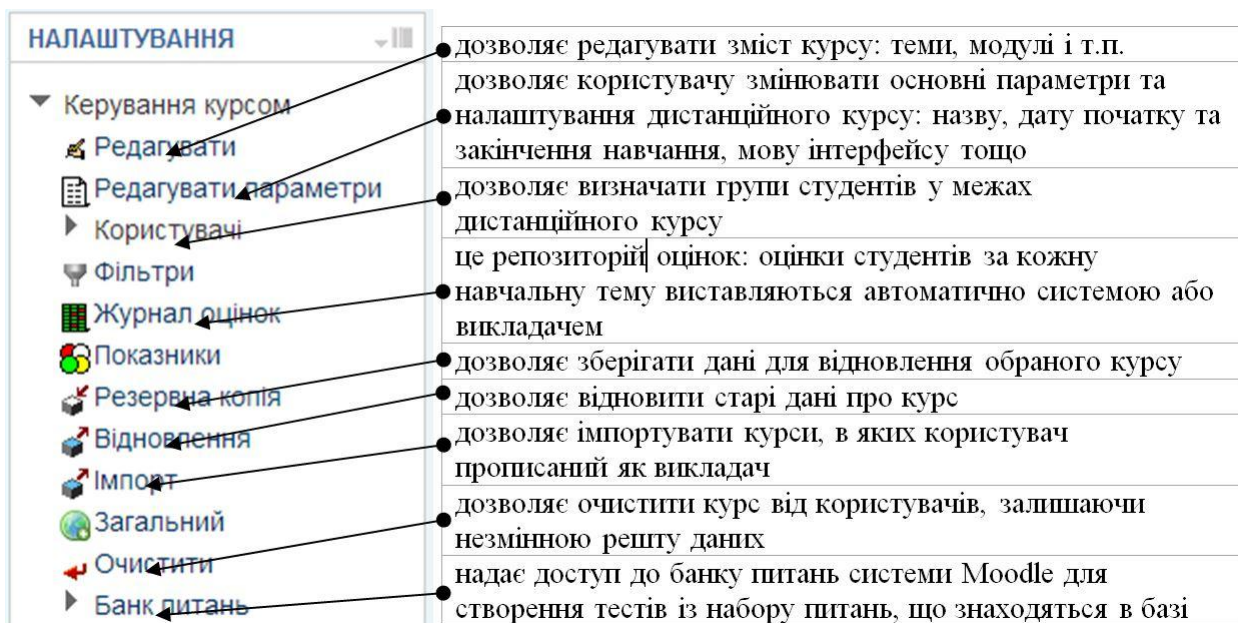 НАЛАШТУВАННЯ
Керування курсом
Редагувати
Редагувати параметри
Користувачі
Фільтри
Журнал оцінок
Показники
Резервна копія
Відновлення
Імпорт
Загальний
Очистити
Банк питань
дозволяє редагувати зміст курсу: теми, модулі і т.п.
дозволяє користувачу змінювати основні параметри та
налаштування дистанційного курсу: назву, дату початку та
закінчення навчання, мову інтерфейсу тощо
дозволяє визначати групи студентів у межах
дистанційного курсу
це репозиторій оцінок: оцінки студентів за кожну
навчальну тему виставляються автоматично системою або
викладачем
дозволяє зберігати дані для відновлення обраного курсу
дозволяє відновити старі дані про курс
дозволяє імпортувати курси, в яких користувач
прописаний як викладач
дозволяє очистити курс від користувачів, залишаючи
незмінною решту даних
надає доступ до банку питань системи Moodle для
створення тестів із набору питань, що знаходяться в базі